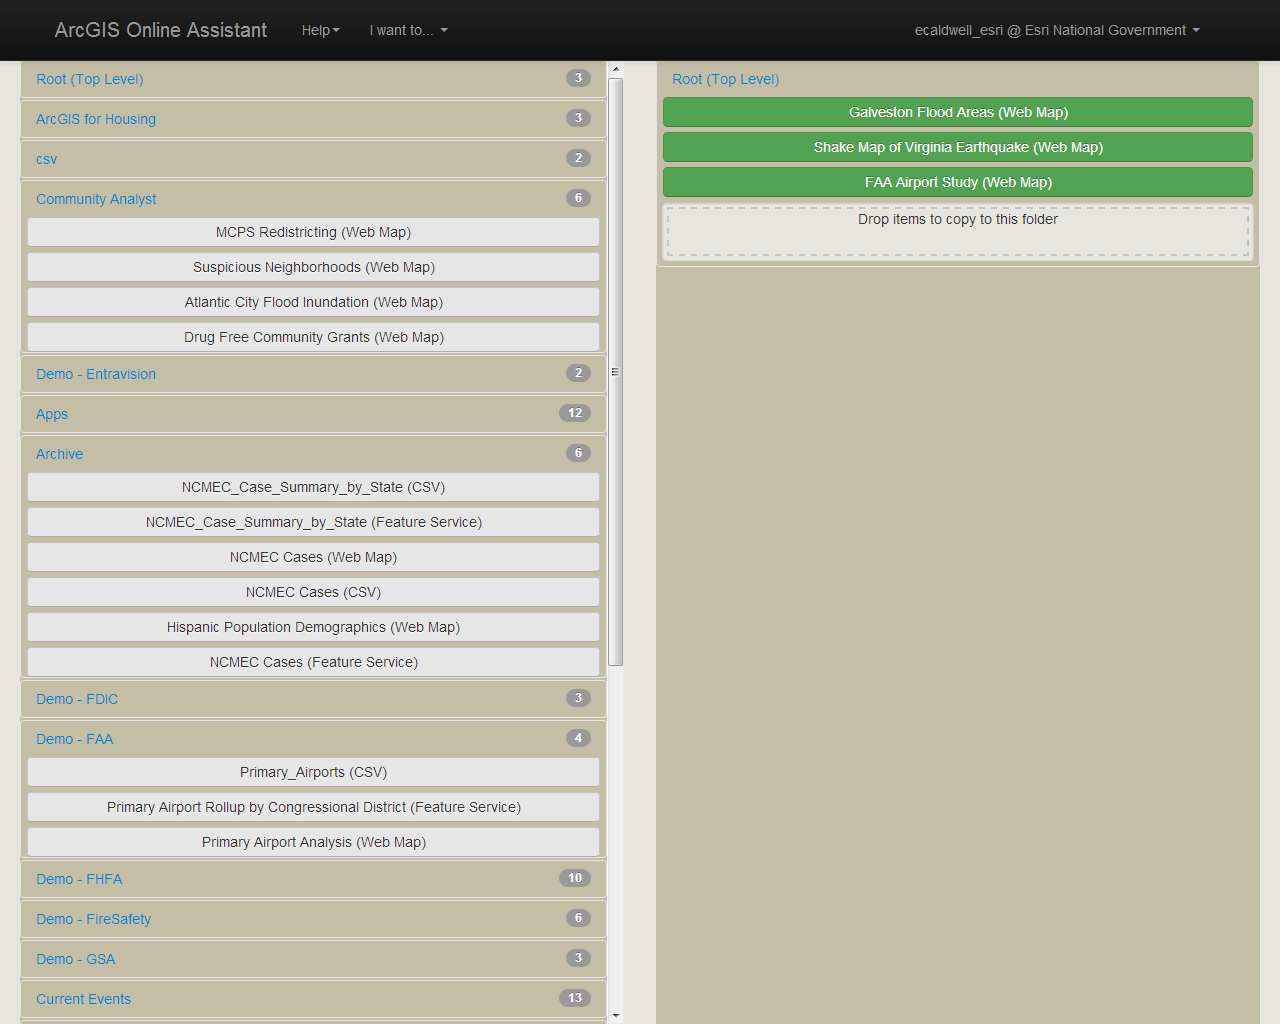 ArcGIS Online Assistant Help I want to... ecaldwell_esri @ Esri National Government
Root (Top Level) 3
ArcGIS for Housing 3
csv 2
Community Analyst 6
MCPS Redistricting (Web Map)
Suspicious Neighborhoods (Web Map)
Atlantic City Flood Inundation (Web Map)
Drug Free Community Grants (Web Map)
Demo - Entravision 2
Apps 12
Archive 6
NCMEC_Case_Summary_by_State (CSV)
NCMEC_Case_Summary_by_State (Feature Service)
NCMEC Cases (Web Map)
NCMEC Cases (CSV)
Hispanic Population Demographics (Web Map)
NCMEC Cases (Feature Service)
Demo - FDIC 3
Demo - FAA 4
Primary_Airports (CSV)
Primary Airport Rollup by Congressional District (Feature Service)
Primary Airport Analysis (Web Map)
Demo - FHFA 10
Demo - FireSafety 6
Demo - GSA 3
Current Events 13
Root (Top Level)
Galveston Flood Areas (Web Map)
Shake Map of Virginia Earthquake (Web Map)
FAA Airport Study (Web Map)
Drop items to copy to this folder